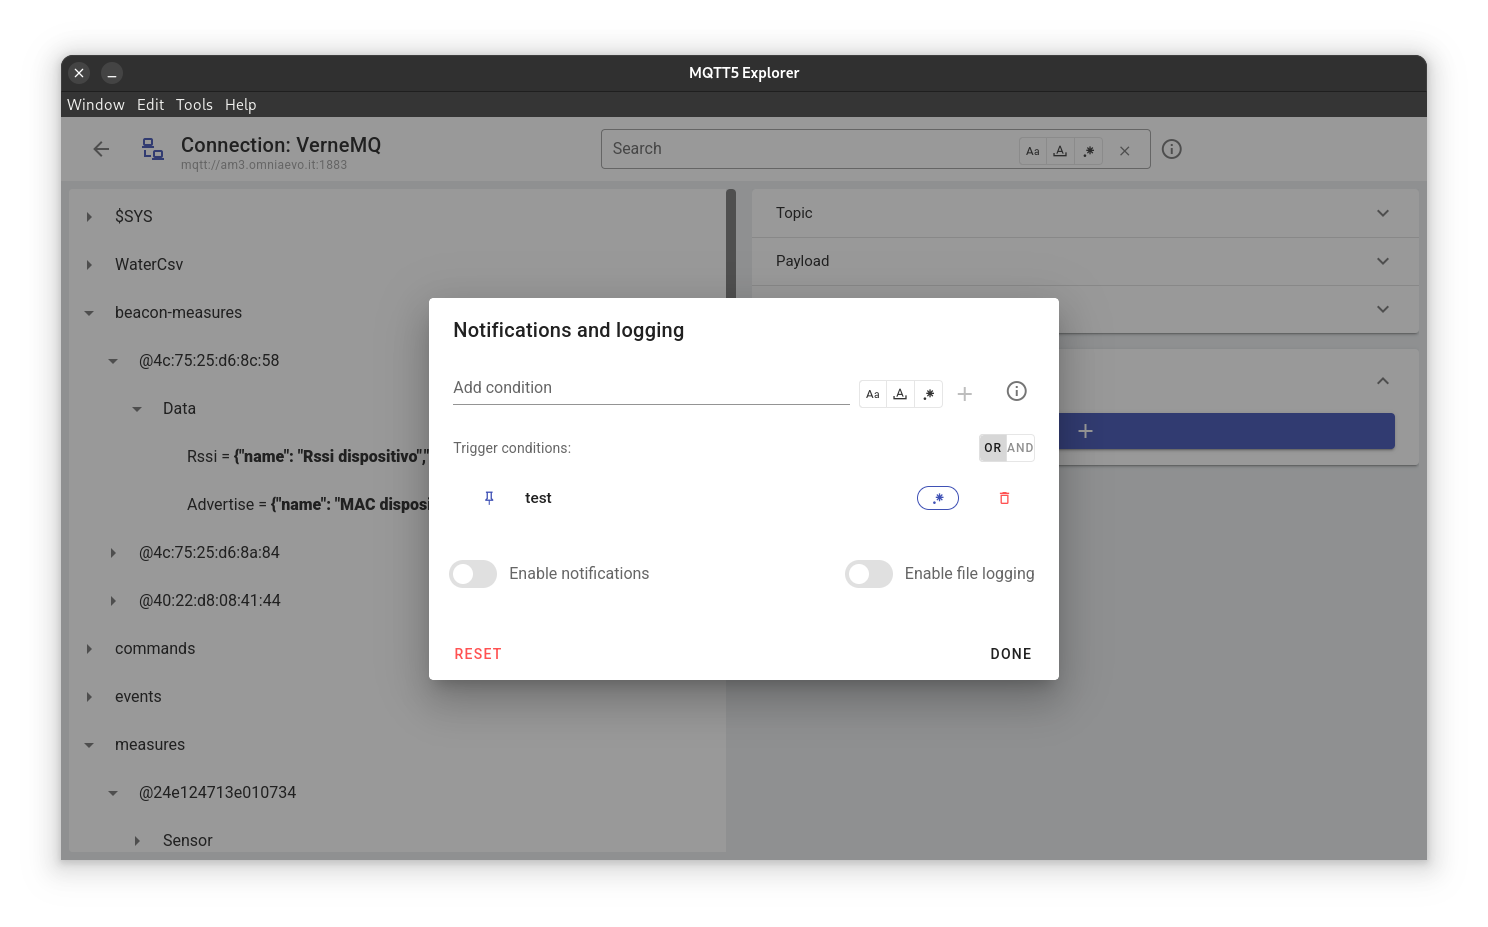 MQTT5 Explorer
Window Edit Tools Help
Connection: VerneMQ
mqtt://am3.omniaevo.it:1883
Search
Aa A .*
$SYS
WaterCsv
beacon-measures
@4c:75:25:d6:8c:58
Data
Rssi = {"name": "Rssi dispositivo","
Advertise = {"name": "MAC disposi
@4c:75:25:d6:8a:84
@40:22:d8:08:41:44
commands
events
measures
@24e124713e010734
Sensor
Topic
Payload
Notifications and logging
Add condition
Aa A .*
Trigger conditions:
OR AND
test
.*
Enable notifications
Enable file logging
RESET
DONE